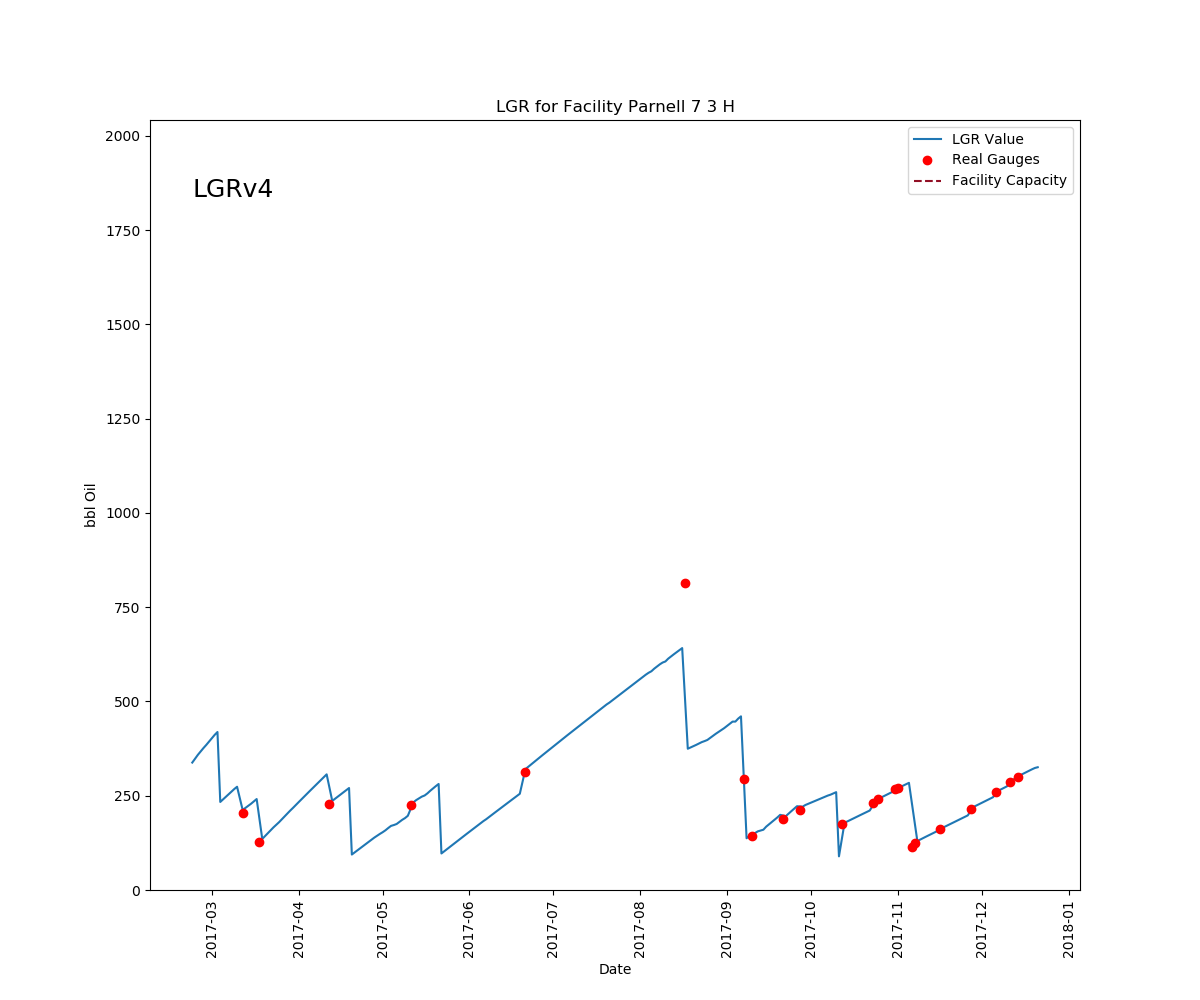 LGR for Facility Parnell 7 3 H
LGRv4
LGR Value
Real Gauges
Facility Capacity
bbl Oil
2000
1750
1500
1250
1000
750
500
250
0
2017-03
2017-04
2017-05
2017-06
2017-07
2017-08
2017-09
2017-10
2017-11
2017-12
2018-01
Date